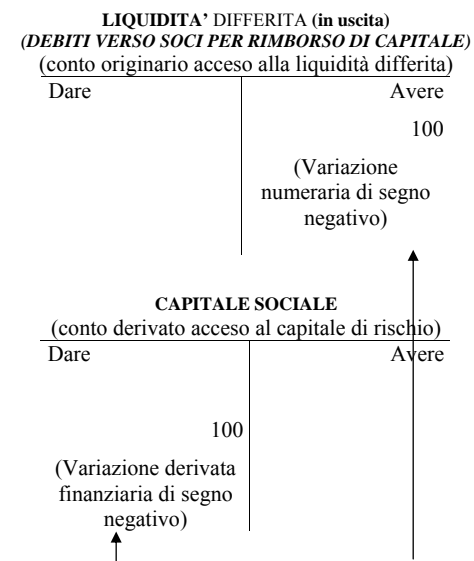 LIQUIDITA' DIFFERITA (in uscita)
(DEBITI VERSO SOCI PER RIMBORSO DI CAPITALE)
(conto originario acceso alla liquidità differita)
Dare Avere
100
(Variazione
numeraria di segno
negativo)
CAPITALE SOCIALE
(conto derivato acceso al capitale di rischio)
Dare Avere
100
(Variazione derivata
finanziaria di segno
negativo)